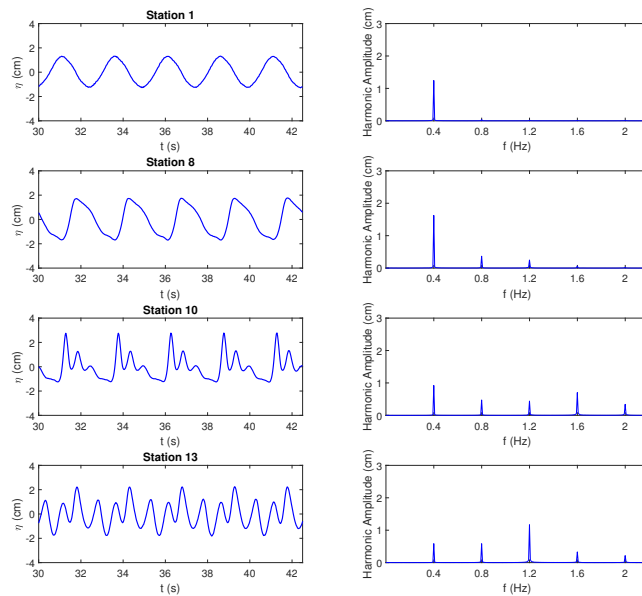 Station 1
4
2
0
-2
-4
η (cm)
30 32 34 36 38 40 42
t (s)
3
2
1
0
Harmonic Amplitude (cm)
0.4 0.8 1.2 1.6 2
f (Hz)
Station 8
4
2
0
-2
-4
η (cm)
30 32 34 36 38 40 42
t (s)
3
2
1
0
Harmonic Amplitude (cm)
0.4 0.8 1.2 1.6 2
f (Hz)
Station 10
4
2
0
-2
-4
η (cm)
30 32 34 36 38 40 42
t (s)
3
2
1
0
Harmonic Amplitude (cm)
0.4 0.8 1.2 1.6 2
f (Hz)
Station 13
4
2
0
-2
-4
η (cm)
30 32 34 36 38 40 42
t (s)
3
2
1
0
Harmonic Amplitude (cm)
0.4 0.8 1.2 1.6 2
f (Hz)